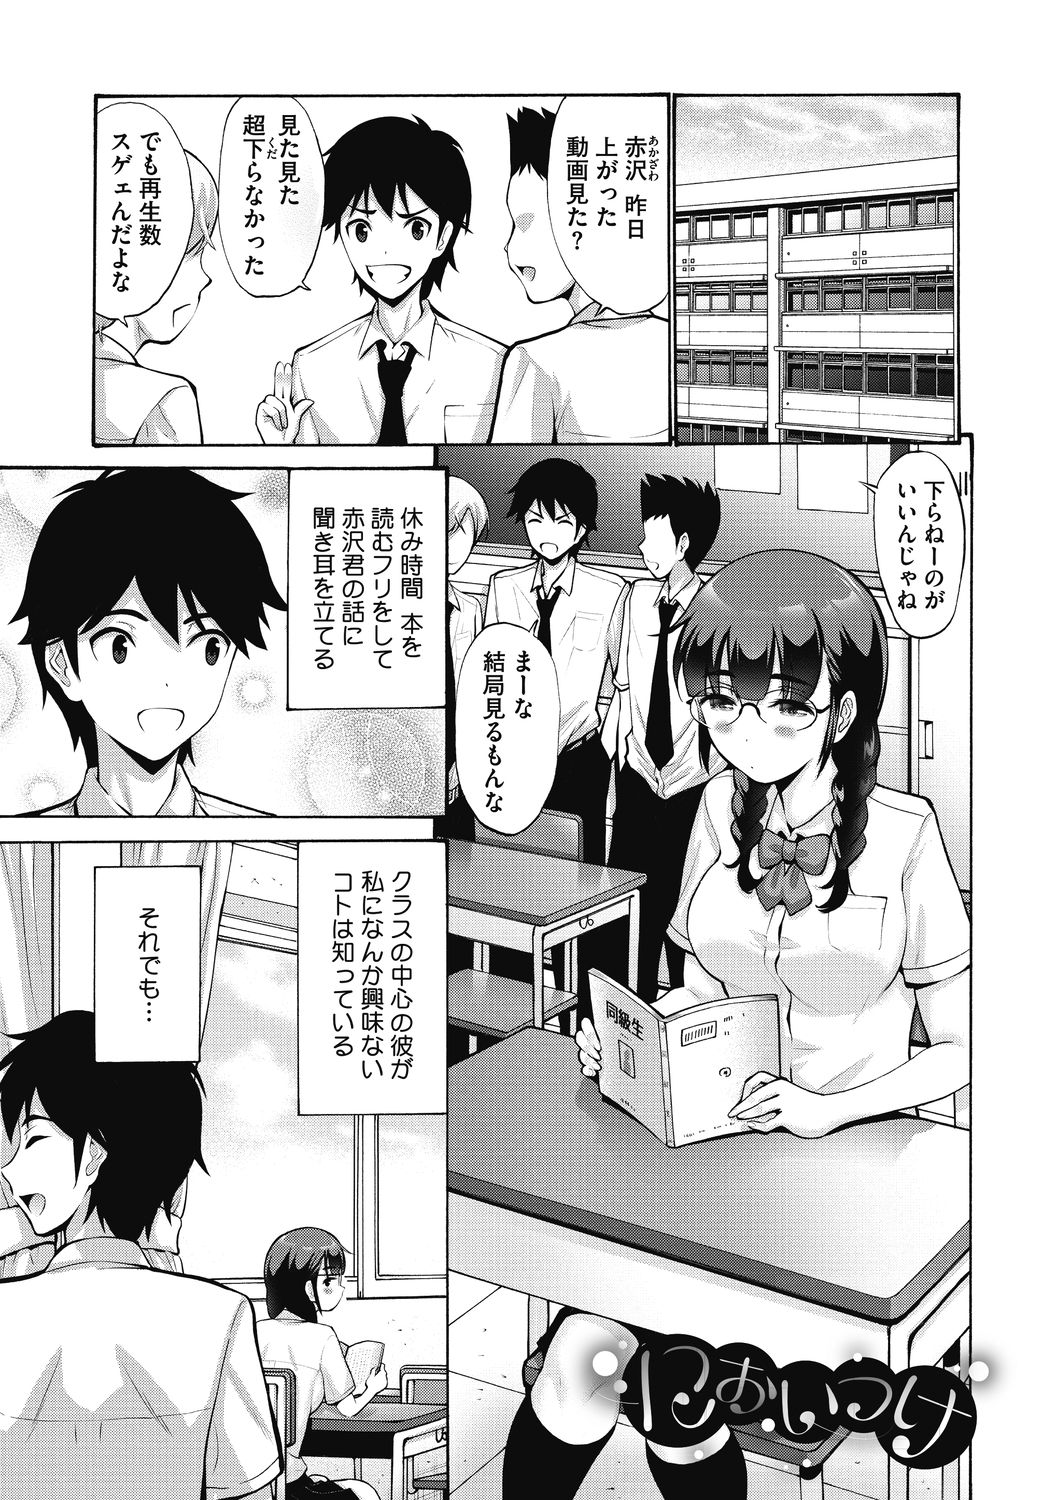 赤沢 昨日
上がった
動画見た?
見た見た
超下らなかった
でも再生数
スゲェんだよな
下らねーのが
いいんじゃね
まーな
結局見るもんな
休み時間 本を
読むフリをして
赤沢君の話に
聞き耳を立てる
同級生
クラスの中心の彼が
私になんか興味ない
コトは知っている
それでも…
においつけ